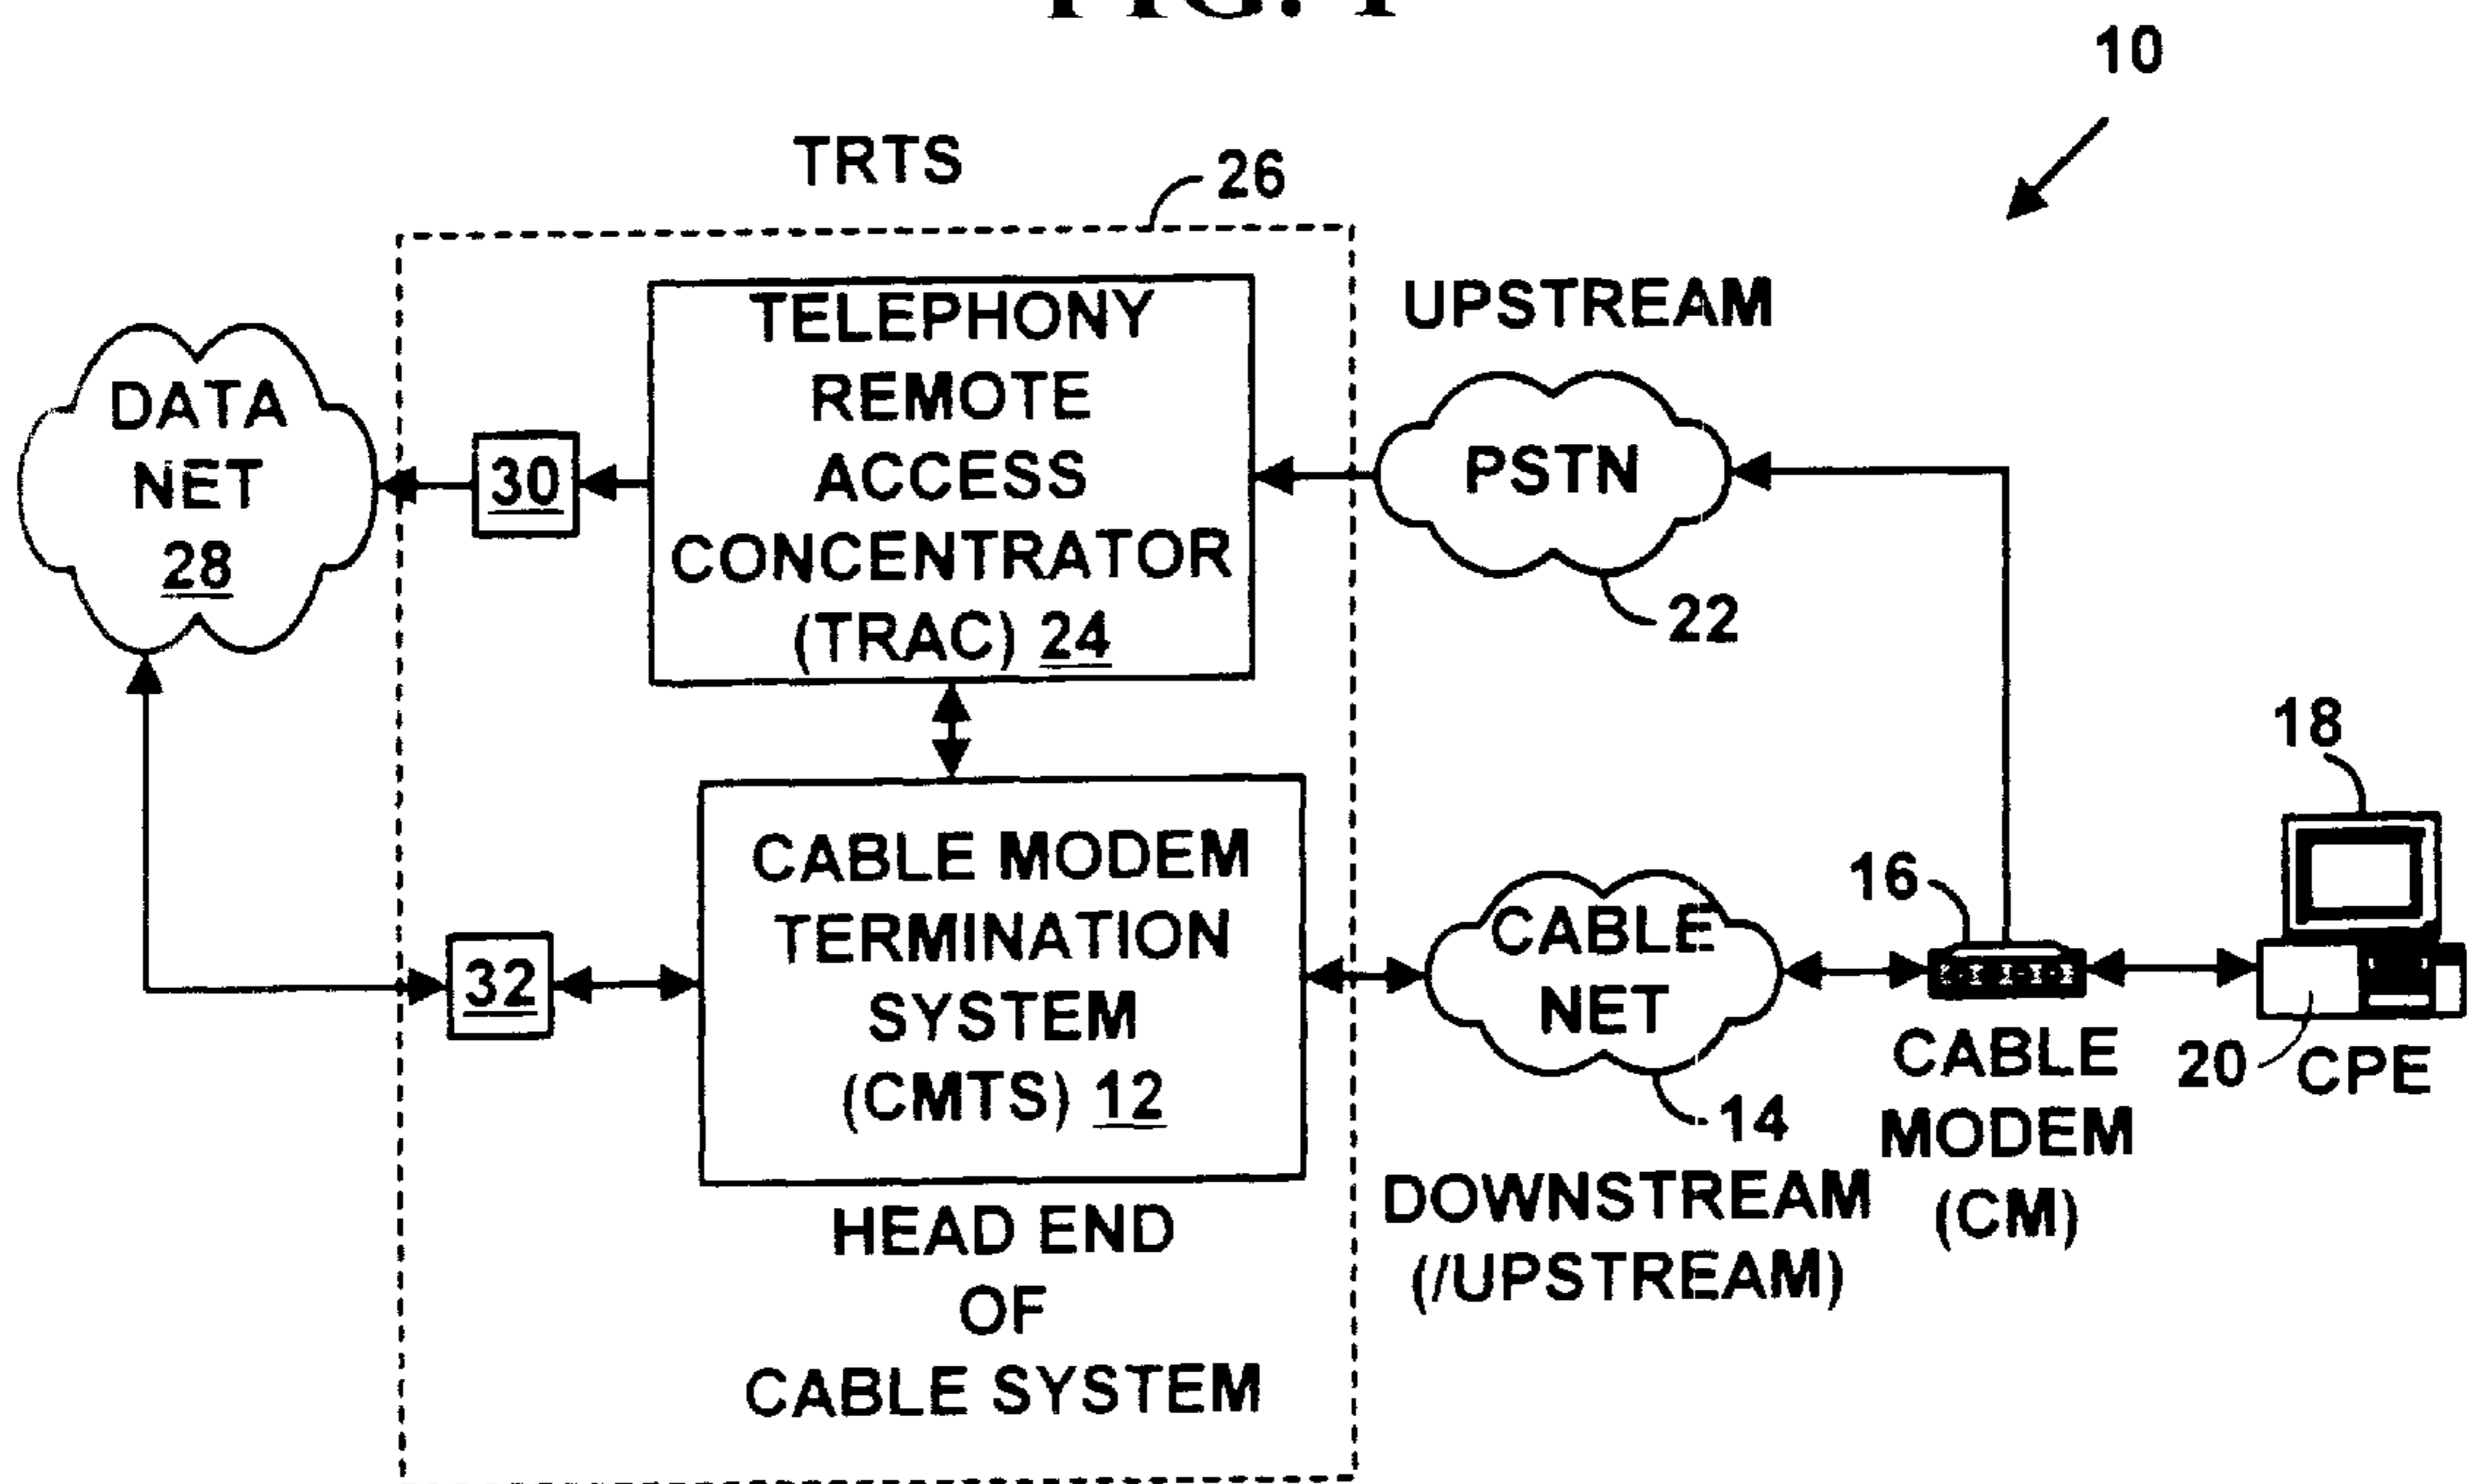 FIG. 1
10
TRTS
26
UPSTREAM
TELEPHONY
REMOTE
ACCESS
CONCENTRATOR
(TRAC) 24
DATA
NET
28
30
PSTN
22
18
16
CABLE MODEM
TERMINATION
SYSTEM
(CMTS) 12
32
CABLE
NET
14
CABLE
MODEM
(CM)
20
CPE
DOWNSTREAM
(/UPSTREAM)
HEAD END
OF
CABLE SYSTEM